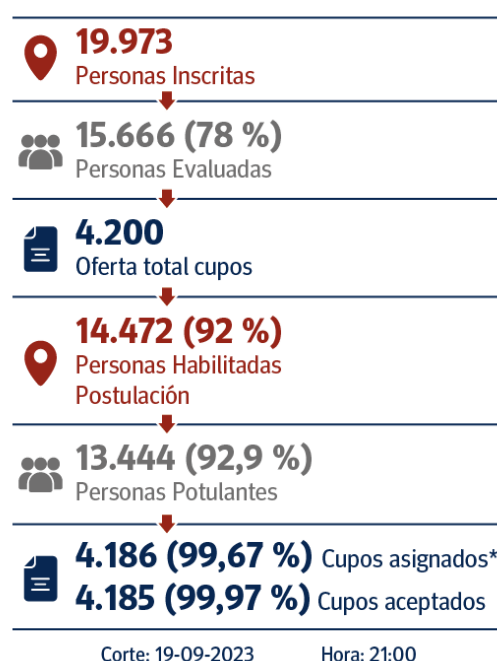 19.973
Personas Inscritas
15.666 (78 %)
Personas Evaluadas
4.200
Oferta total cupos
14.472 (92 %)
Personas Habilitadas
Postulación
13.444 (92,9 %)
Personas Potulantes
4.186 (99,67 %) Cupos asignados*
4.185 (99,97 %) Cupos aceptados
Corte: 19-09-2023 Hora: 21:00